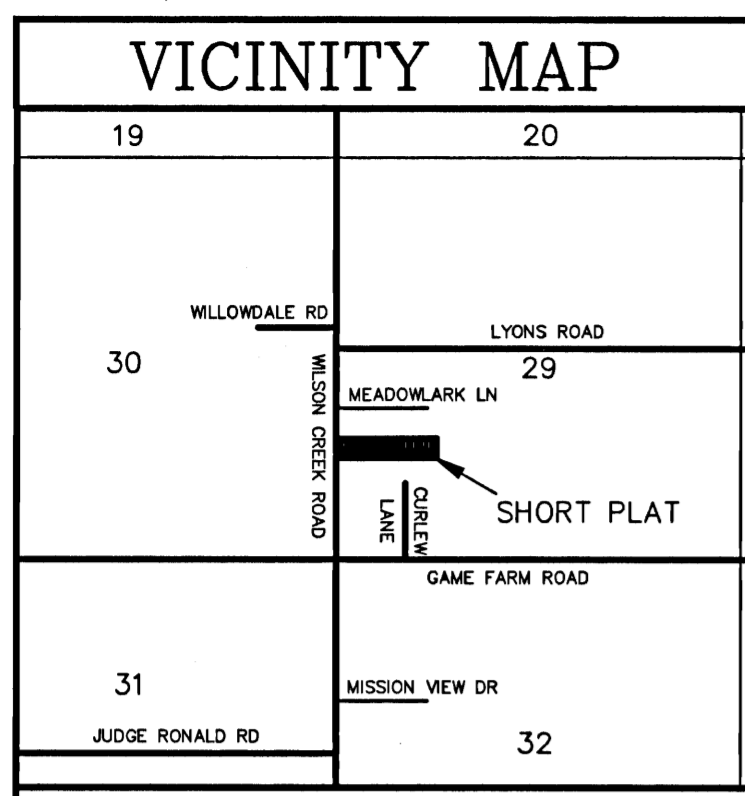 VICINITY MAP
19
20
WILLOWDALE RD
LYONS ROAD
30
29
WILSON CREEK ROAD
MEADOWLARK LN
SHORT PLAT
CURLEW
LANE
GAME FARM ROAD
31
MISSION VIEW DR
JUDGE RONALD RD
32